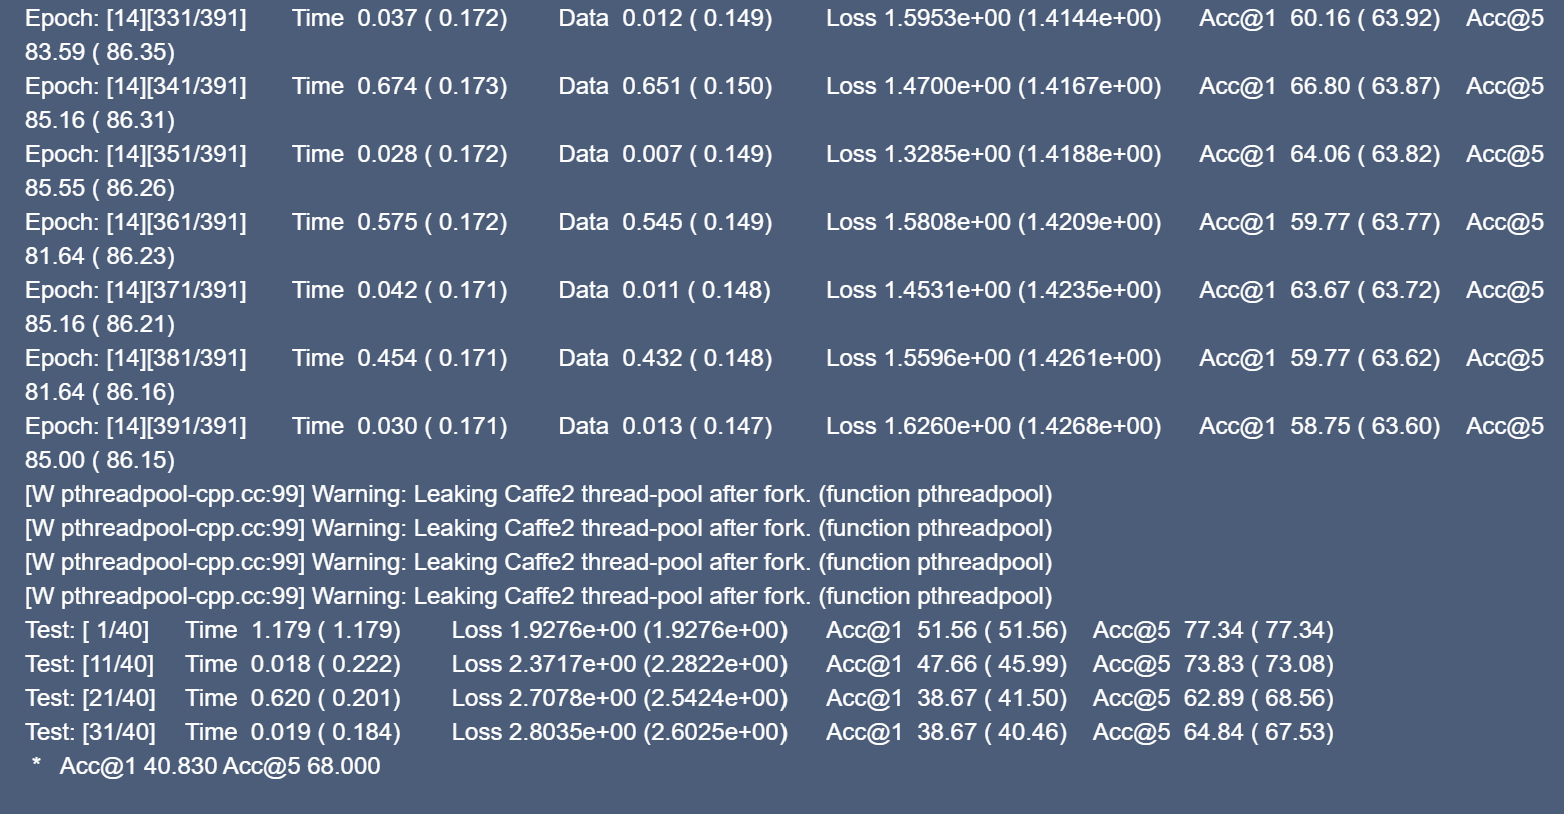 Epoch: [14][331/391] Time 0.037 ( 0.172) Data 0.012 ( 0.149) Loss 1.5953e+00 (1.4144e+00) Acc@1 60.16 ( 63.92) Acc@5
83.59 ( 86.35)
Epoch: [14][341/391] Time 0.674 ( 0.173) Data 0.651 ( 0.150) Loss 1.4700e+00 (1.4167e+00) Acc@1 66.80 ( 63.87) Acc@5
85.16 ( 86.31)
Epoch: [14][351/391] Time 0.028 ( 0.172) Data 0.007 ( 0.149) Loss 1.3285e+00 (1.4188e+00) Acc@1 64.06 ( 63.82) Acc@5
85.55 ( 86.26)
Epoch: [14][361/391] Time 0.575 ( 0.172) Data 0.545 ( 0.149) Loss 1.5808e+00 (1.4209e+00) Acc@1 59.77 ( 63.77) Acc@5
81.64 ( 86.23)
Epoch: [14][371/391] Time 0.042 ( 0.171) Data 0.011 ( 0.148) Loss 1.4531e+00 (1.4235e+00) Acc@1 63.67 ( 63.72) Acc@5
85.16 ( 86.21)
Epoch: [14][381/391] Time 0.454 ( 0.171) Data 0.432 ( 0.148) Loss 1.5596e+00 (1.4261e+00) Acc@1 59.77 ( 63.62) Acc@5
81.64 ( 86.16)
Epoch: [14][391/391] Time 0.030 ( 0.171) Data 0.013 ( 0.147) Loss 1.6260e+00 (1.4268e+00) Acc@1 58.75 ( 63.60) Acc@5
85.00 ( 86.15)
[W pthreadpool-cpp.cc:99] Warning: Leaking Caffe2 thread-pool after fork. (function pthreadpool)
[W pthreadpool-cpp.cc:99] Warning: Leaking Caffe2 thread-pool after fork. (function pthreadpool)
[W pthreadpool-cpp.cc:99] Warning: Leaking Caffe2 thread-pool after fork. (function pthreadpool)
[W pthreadpool-cpp.cc:99] Warning: Leaking Caffe2 thread-pool after fork. (function pthreadpool)
Test: [ 1/40] Time 1.179 ( 1.179) Loss 1.9276e+00 (1.9276e+00) Acc@1 51.56 ( 51.56) Acc@5 77.34 ( 77.34)
Test: [11/40] Time 0.018 ( 0.222) Loss 2.3717e+00 (2.2822e+00) Acc@1 47.66 ( 45.99) Acc@5 73.83 ( 73.08)
Test: [21/40] Time 0.620 ( 0.201) Loss 2.7078e+00 (2.5424e+00) Acc@1 38.67 ( 41.50) Acc@5 62.89 ( 68.56)
Test: [31/40] Time 0.019 ( 0.184) Loss 2.8035e+00 (2.6025e+00) Acc@1 38.67 ( 40.46) Acc@5 64.84 ( 67.53)
* Acc@1 40.830 Acc@5 68.000